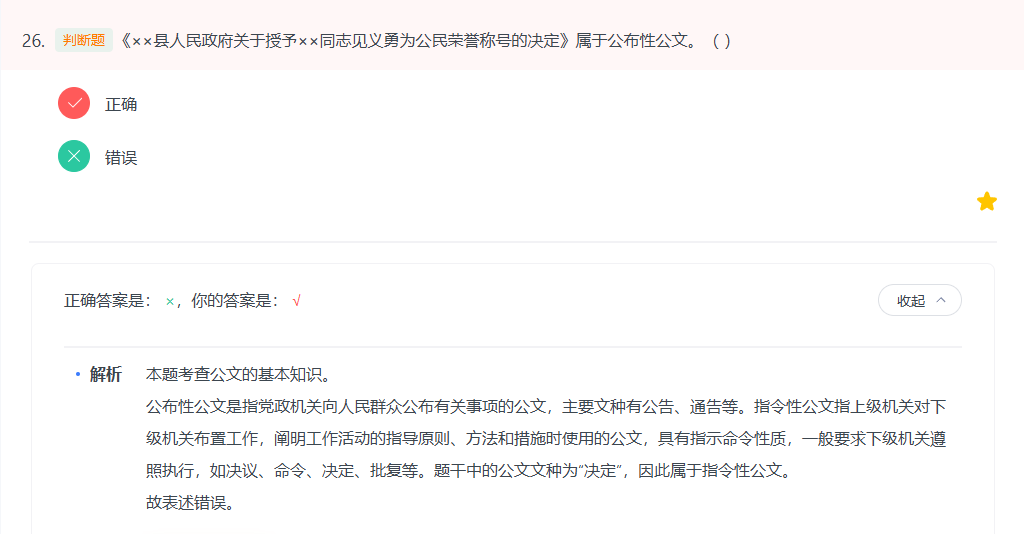 26. 判断题 《××县人民政府关于授予××同志见义勇为公民荣誉称号的决定》属于公布性公文。（ ）
正确
错误
正确答案是： ×，你的答案是： √
收起
解析 本题考查公文的基本知识。
公布性公文是指党政机关向人民群众公布有关事项的公文，主要文种有公告、通告等。指令性公文指上级机关对下
级机关布置工作，阐明工作活动的指导原则、方法和措施时使用的公文，具有指示命令性质，一般要求下级机关遵
照执行，如决议、命令、决定、批复等。题干中的公文文种为“决定”，因此属于指令性公文。
故表述错误。